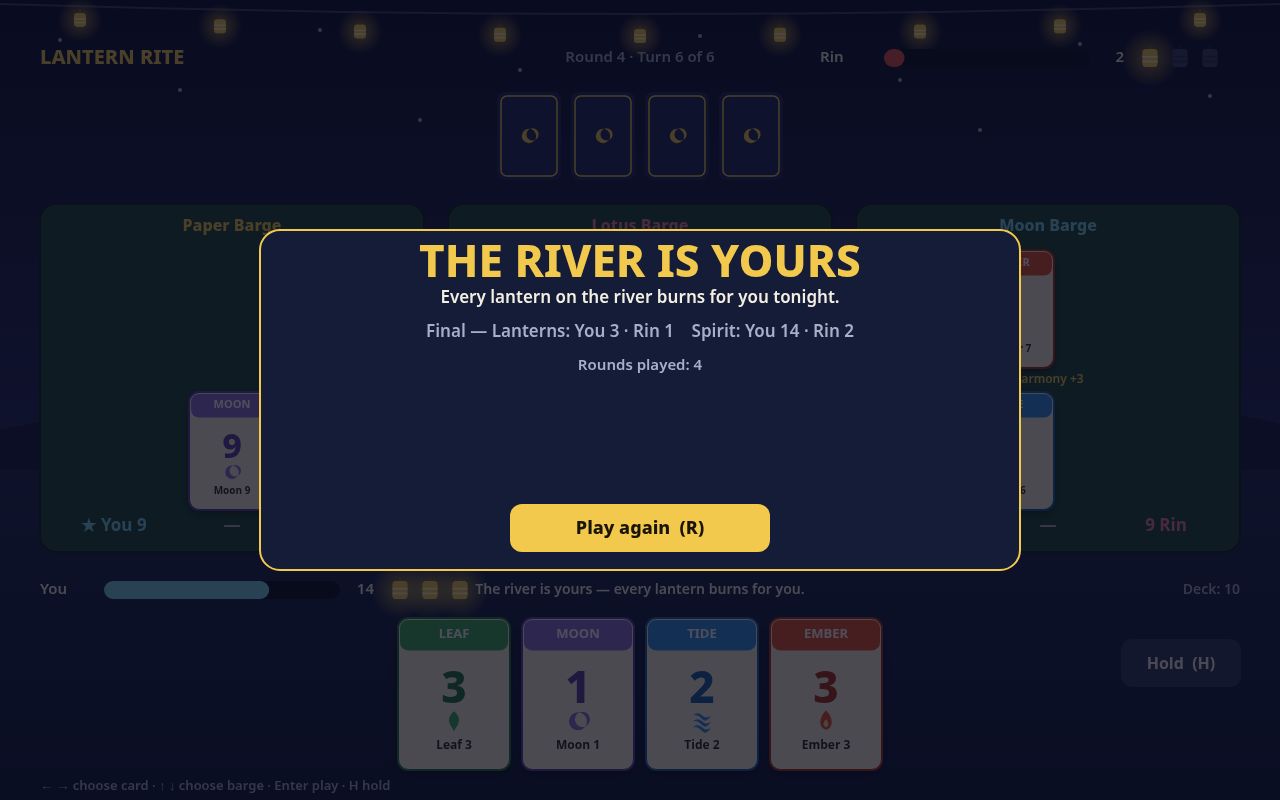 LANTERN RITE
Round 4 · Turn 6 of 6
Rin
2
Paper Barge
Lotus Barge
Moon Barge
THE RIVER IS YOURS
Every lantern on the river burns for you tonight.
Final — Lanterns: You 3 · Rin 1 Spirit: You 14 · Rin 2
Rounds played: 4
MOON
9
Moon 9
★ You 9
—
R
7
armony +3
6
—
9 Rin
Play again (R)
You
14
The river is yours — every lantern burns for you.
Deck: 10
LEAF
3
Leaf 3
MOON
1
Moon 1
TIDE
2
Tide 2
EMBER
3
Ember 3
Hold (H)
← → choose card · ↑ ↓ choose barge · Enter play · H hold